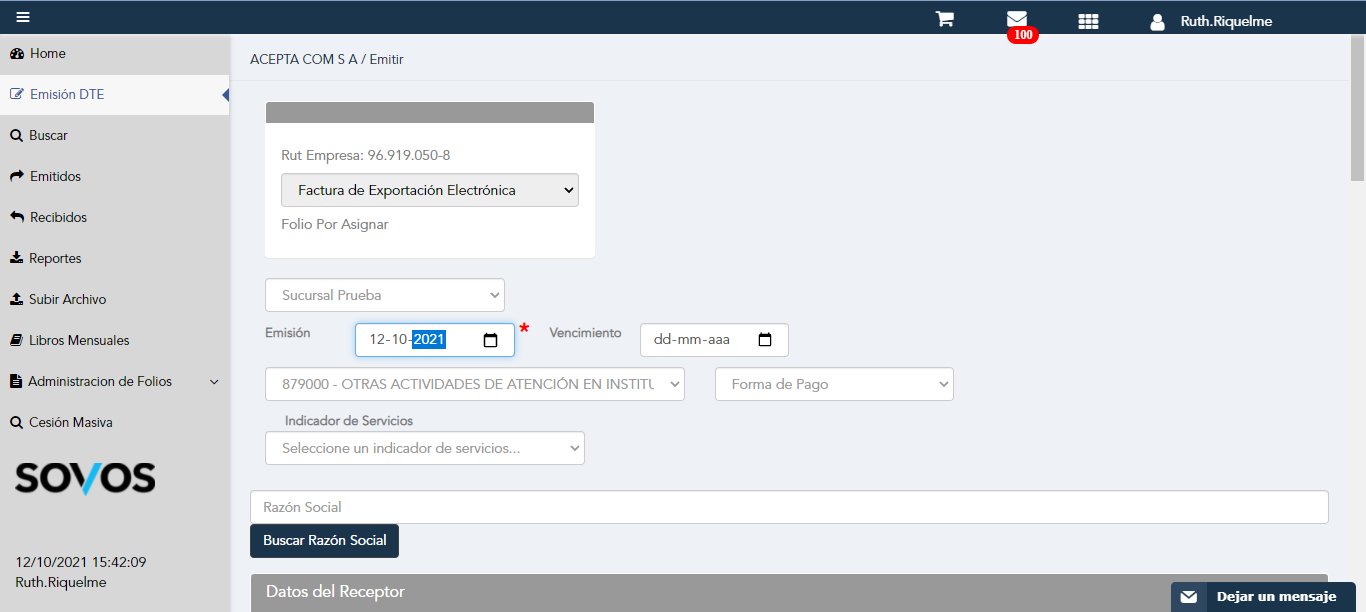 Ruth.Riquelme
100
Home
Emisión DTE
Buscar
Emitidos
Recibidos
Reportes
Subir Archivo
Libros Mensuales
Administracion de Folios
Cesión Masiva
SOVOS
12/10/2021 15:42:09
Ruth.Riquelme
ACEPTA COM S A / Emitir
Rut Empresa: 96.919.050-8
Factura de Exportación Electrónica
Folio Por Asignar
Sucursal Prueba
Emisión 12-10-2021 * Vencimiento dd-mm-aaa
879000 - OTRAS ACTIVIDADES DE ATENCIÓN EN INSTITU Forma de Pago
Indicador de Servicios
Seleccione un indicador de servicios...
Razón Social
Buscar Razón Social
Datos del Receptor
Dejar un mensaje